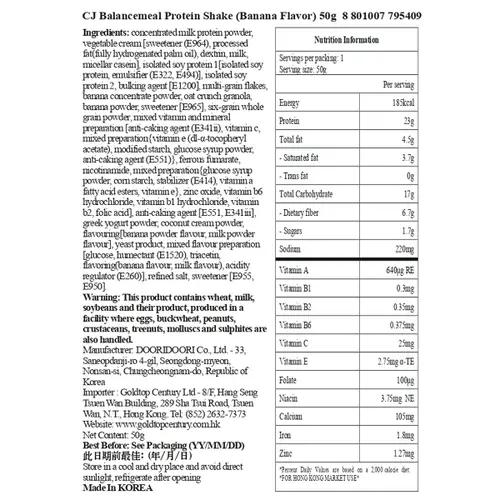 CJ Balancemeal Protein Shake (Banana Flavor) 50g  8 801007 795409
Ingredients: concentrated milk protein powder,
vegetable cream [sweetener (E964), processed
fat(fully hydrogenated palm oil), dextrin, milk,
micellar casein], isolated soy protein 1[isolated soy
protein, emulsifier (E322, E494)], isolated soy
protein 2, bulking agent [E1200], multi-grain flakes,
banana concentrate powder, oat crunch granola,
banana powder, sweetener [E965], six-grain whole
grain powder, mixed vitamin and mineral
preparation [anti-caking agent (E341ii), vitamin c,
mixed preparation{vitamin e (dl-α-tocopheryl
acetate), modified starch, glucose syrup powder,
anti-caking agent (E551)}, ferrous fumarate,
nicotinamide, mixed preparation{glucose syrup
powder, corn starch, stabilizer (E414), vitamin a
fatty acid esters, vitamin e}, zinc oxide, vitamin b6
hydrochloride, vitamin b1 hydrochloride, vitamin
b2, folic acid], anti-caking agent [E551, E341iii],
greek yogurt powder, coconut cream powder,
flavouring[banana powder flavour, milk powder
flavour], yeast product, mixed flavour preparation
[glucose, humectant (E1520), triacetin,
flavoring(banana flavour, milk flavour), acidity
regulator (E260)], refined salt, sweetener [E955,
E950].
Warning: This product contains wheat, milk,
soybeans and their product, produced in a
facility where eggs, buckwheat, peanuts,
crustaceans, treenuts, molluscs and sulphites are
also handled.
Manufacturer: DOORIDOORI Co., Ltd. - 33,
Saneopdanji-ro 4-gil, Seongdong-myeon,
Nonsan-si, Chungcheongnam-do, Republic of
Korea
Importer : Goldtop Century Ltd - 8/F, Hang Seng
Tsuen Wan Building, 289 Sha Tsui Road, Tsuen
Wan, N.T., Hong Kong. Tel: (852) 2632-7373
Website: www.goldtopcentury.com.hk
Net Content: 50g
Best Before: See Packaging (YY/MM/DD)
此日期前最佳: (年/月/日)
Store in a cool and dry place and avoid direct
sunlight, refrigerate after opening
Made In KOREA
Nutrition Information
Servings per packing: 1
Serving size: 50g
Per serving
Energy 185kcal
Protein 23g
Total fat 4.5g
- Saturated fat 3.7g
- Trans fat 0g
Total Carbohydrate 17g
- Dietary fiber 6.7g
- Sugars 1.7g
Sodium 220mg
Vitamin A 640μg RE
Vitamin B1 0.3mg
Vitamin B2 0.35mg
Vitamin B6 0.375mg
Vitamin C 25mg
Vitamin E 2.75mg α-TE
Folate 100μg
Niacin 3.75mg NE
Calcium 105mg
Iron 1.8mg
Zinc 1.27mg
*Percent Daily Values are based on a 2,000 calorie diet.
*FOR HONG KONG MARKET USE*